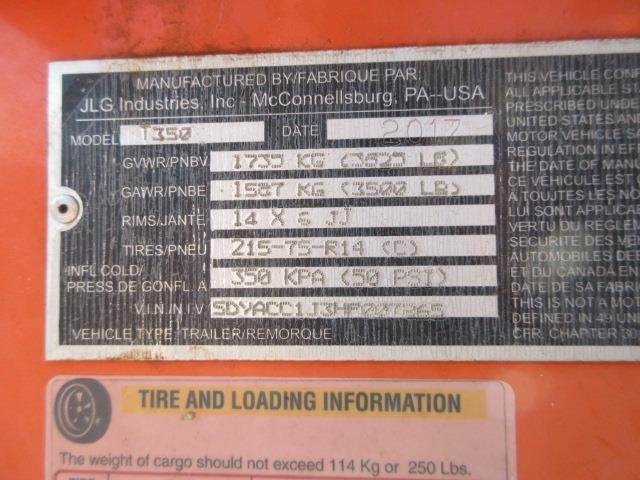 MANUFACTURED BY/FABRIQUE PAR.
JLG Industries, Inc - McConnellsburg, PA--USA
MODEL T350 DATE 2017
GVWR/PNBV KG LB)
GAWR/PNBE 1587 KG (3500 LB)
RIMS/JANTE 14 X 6 JJ
TIRES/PNEU 215-75-R14 (C)
INFL COLD/
PRESS DE GONFL A 350 KPA (50 PSI)
V.I.N./N.I.V
VEHICLE TYPE: TRAILER/REMORQUE
THIS VEHICLE
ALL APPLICABLE
PRESCRIBED
UNITED STATES
MOTOR VEHICLE
REGULATION IN
THE DATE OF
CE VÉHICULE EST
À TOUTES LES
LUI SONT
VERTU DU
SECURITE DES
AUTOMOBILES
ET DU CANADA EN
DATE DE SA
THIS IS NOT A
DEFINED IN 49
CFR: CHAPTER
TIRE AND LOADING INFORMATION
The weight of cargo should not exceed 114 Kg or 250 Lbs.